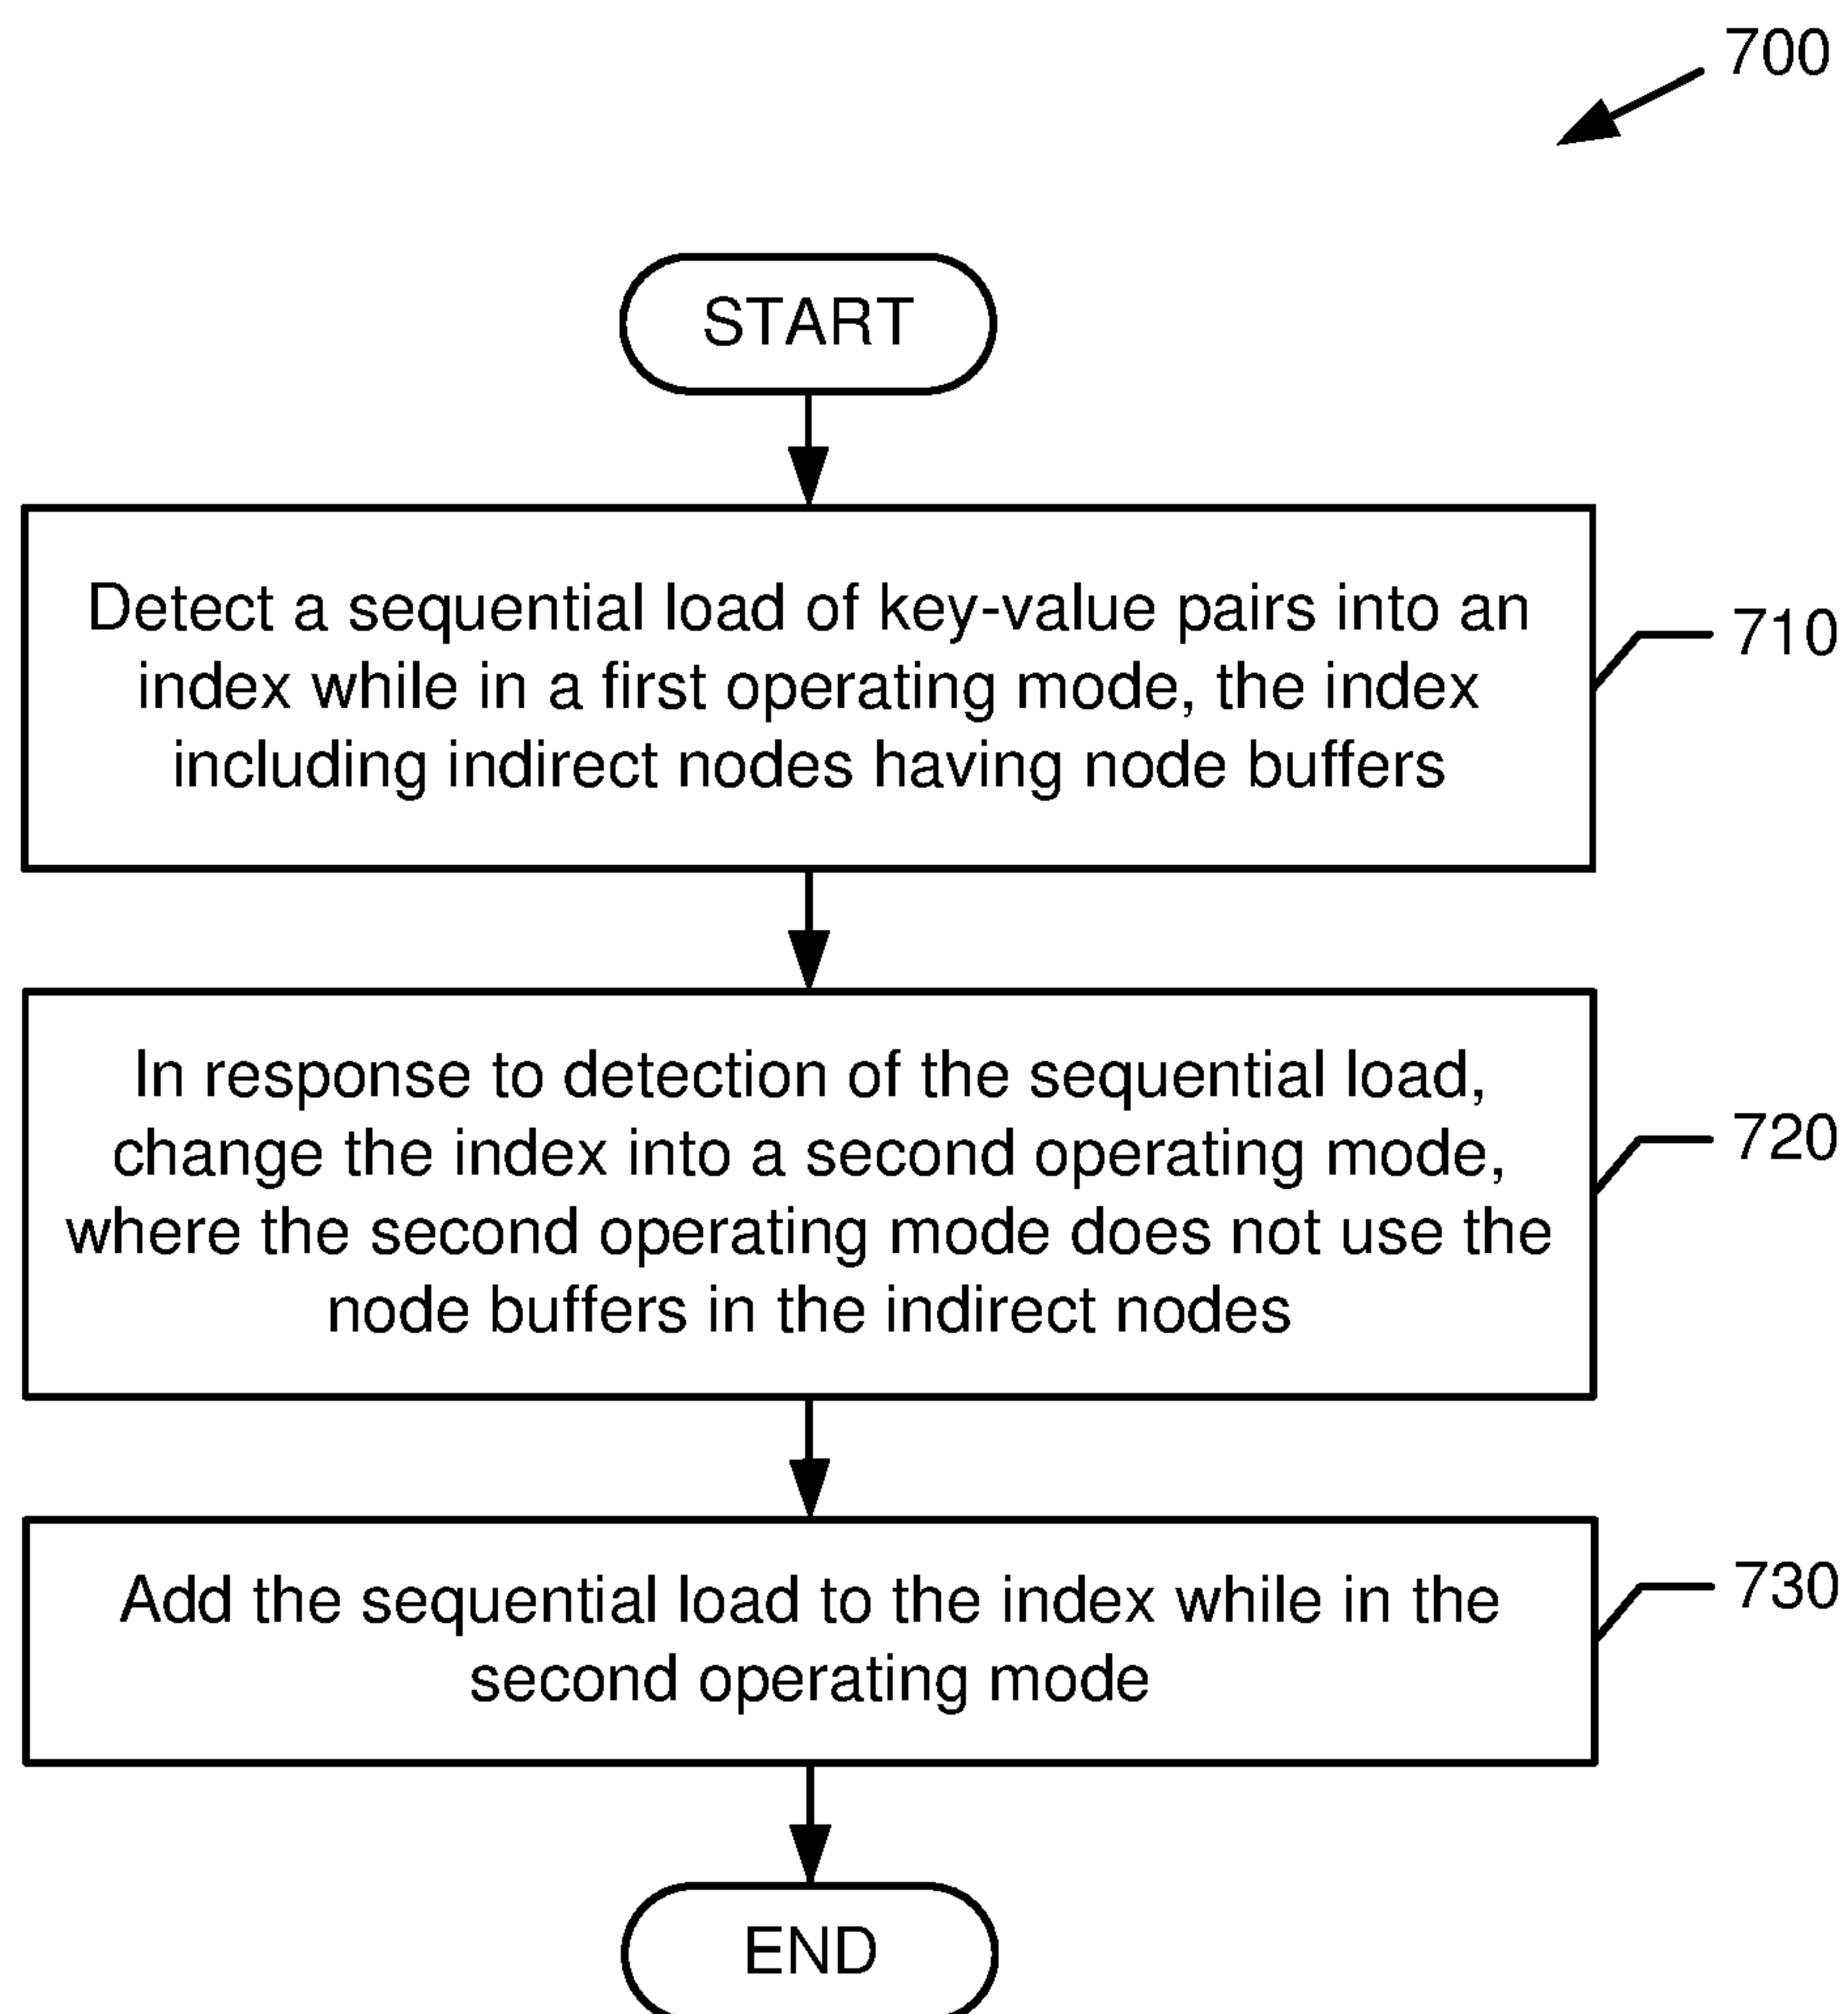 700
START
Detect a sequential load of key-value pairs into an
index while in a first operating mode, the index
including indirect nodes having node buffers
710
In response to detection of the sequential load,
change the index into a second operating mode,
where the second operating mode does not use the
node buffers in the indirect nodes
720
Add the sequential load to the index while in the
second operating mode
730
END